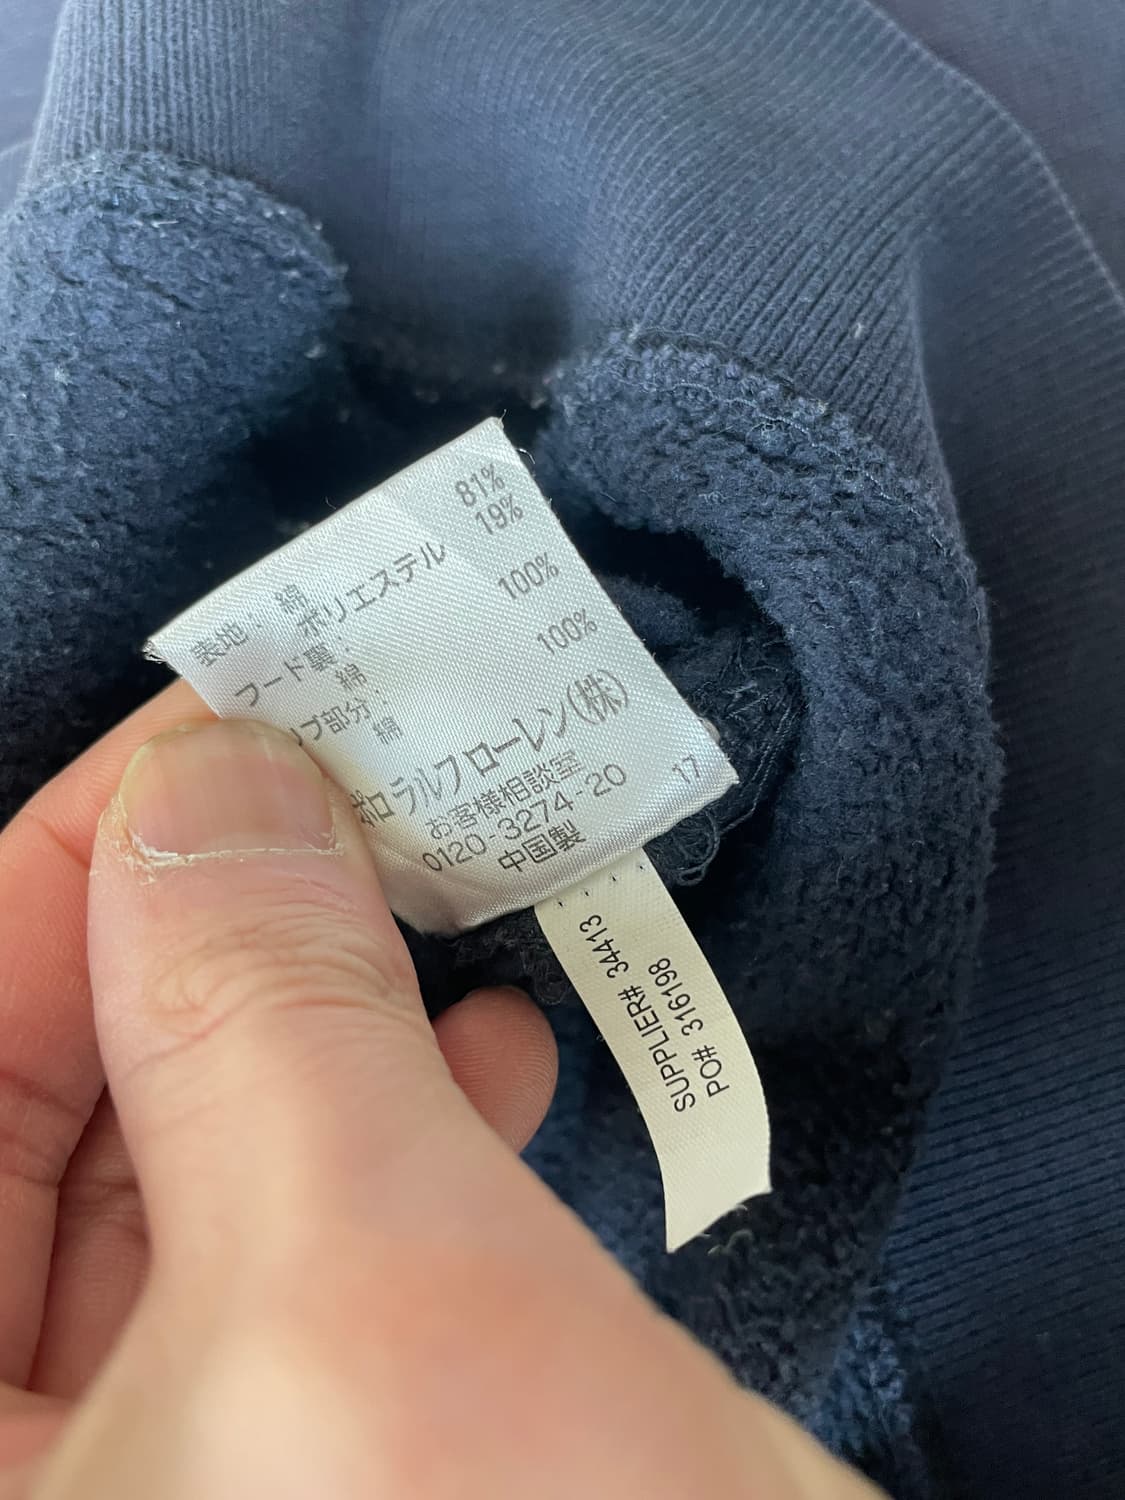 表地: 綿 81%
ポリエステル 19%
フード裏:
綿 100%
リブ部分:
綿 100%
ポロ ラルフ ローレン(株)
お客様相談室
0120-3274-20
中国製 17
SUPPLIER# 34413
PO# 316198